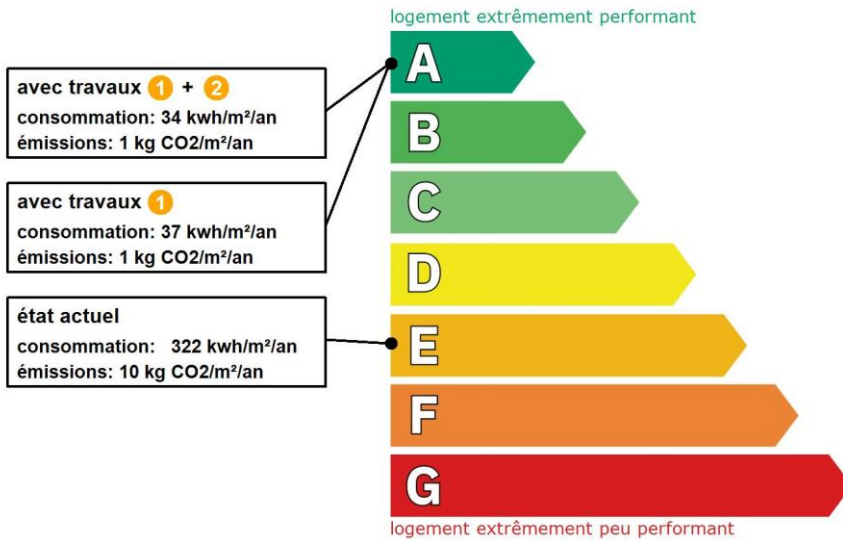 logement extrêmement performant
avec travaux 1 + 2
consommation: 34 kwh/m²/an
émissions: 1 kg CO2/m²/an
avec travaux 1
consommation: 37 kwh/m²/an
émissions: 1 kg CO2/m²/an
état actuel
consommation: 322 kwh/m²/an
émissions: 10 kg CO2/m²/an
A
B
C
D
E
F
G
logement extrêmement peu performant